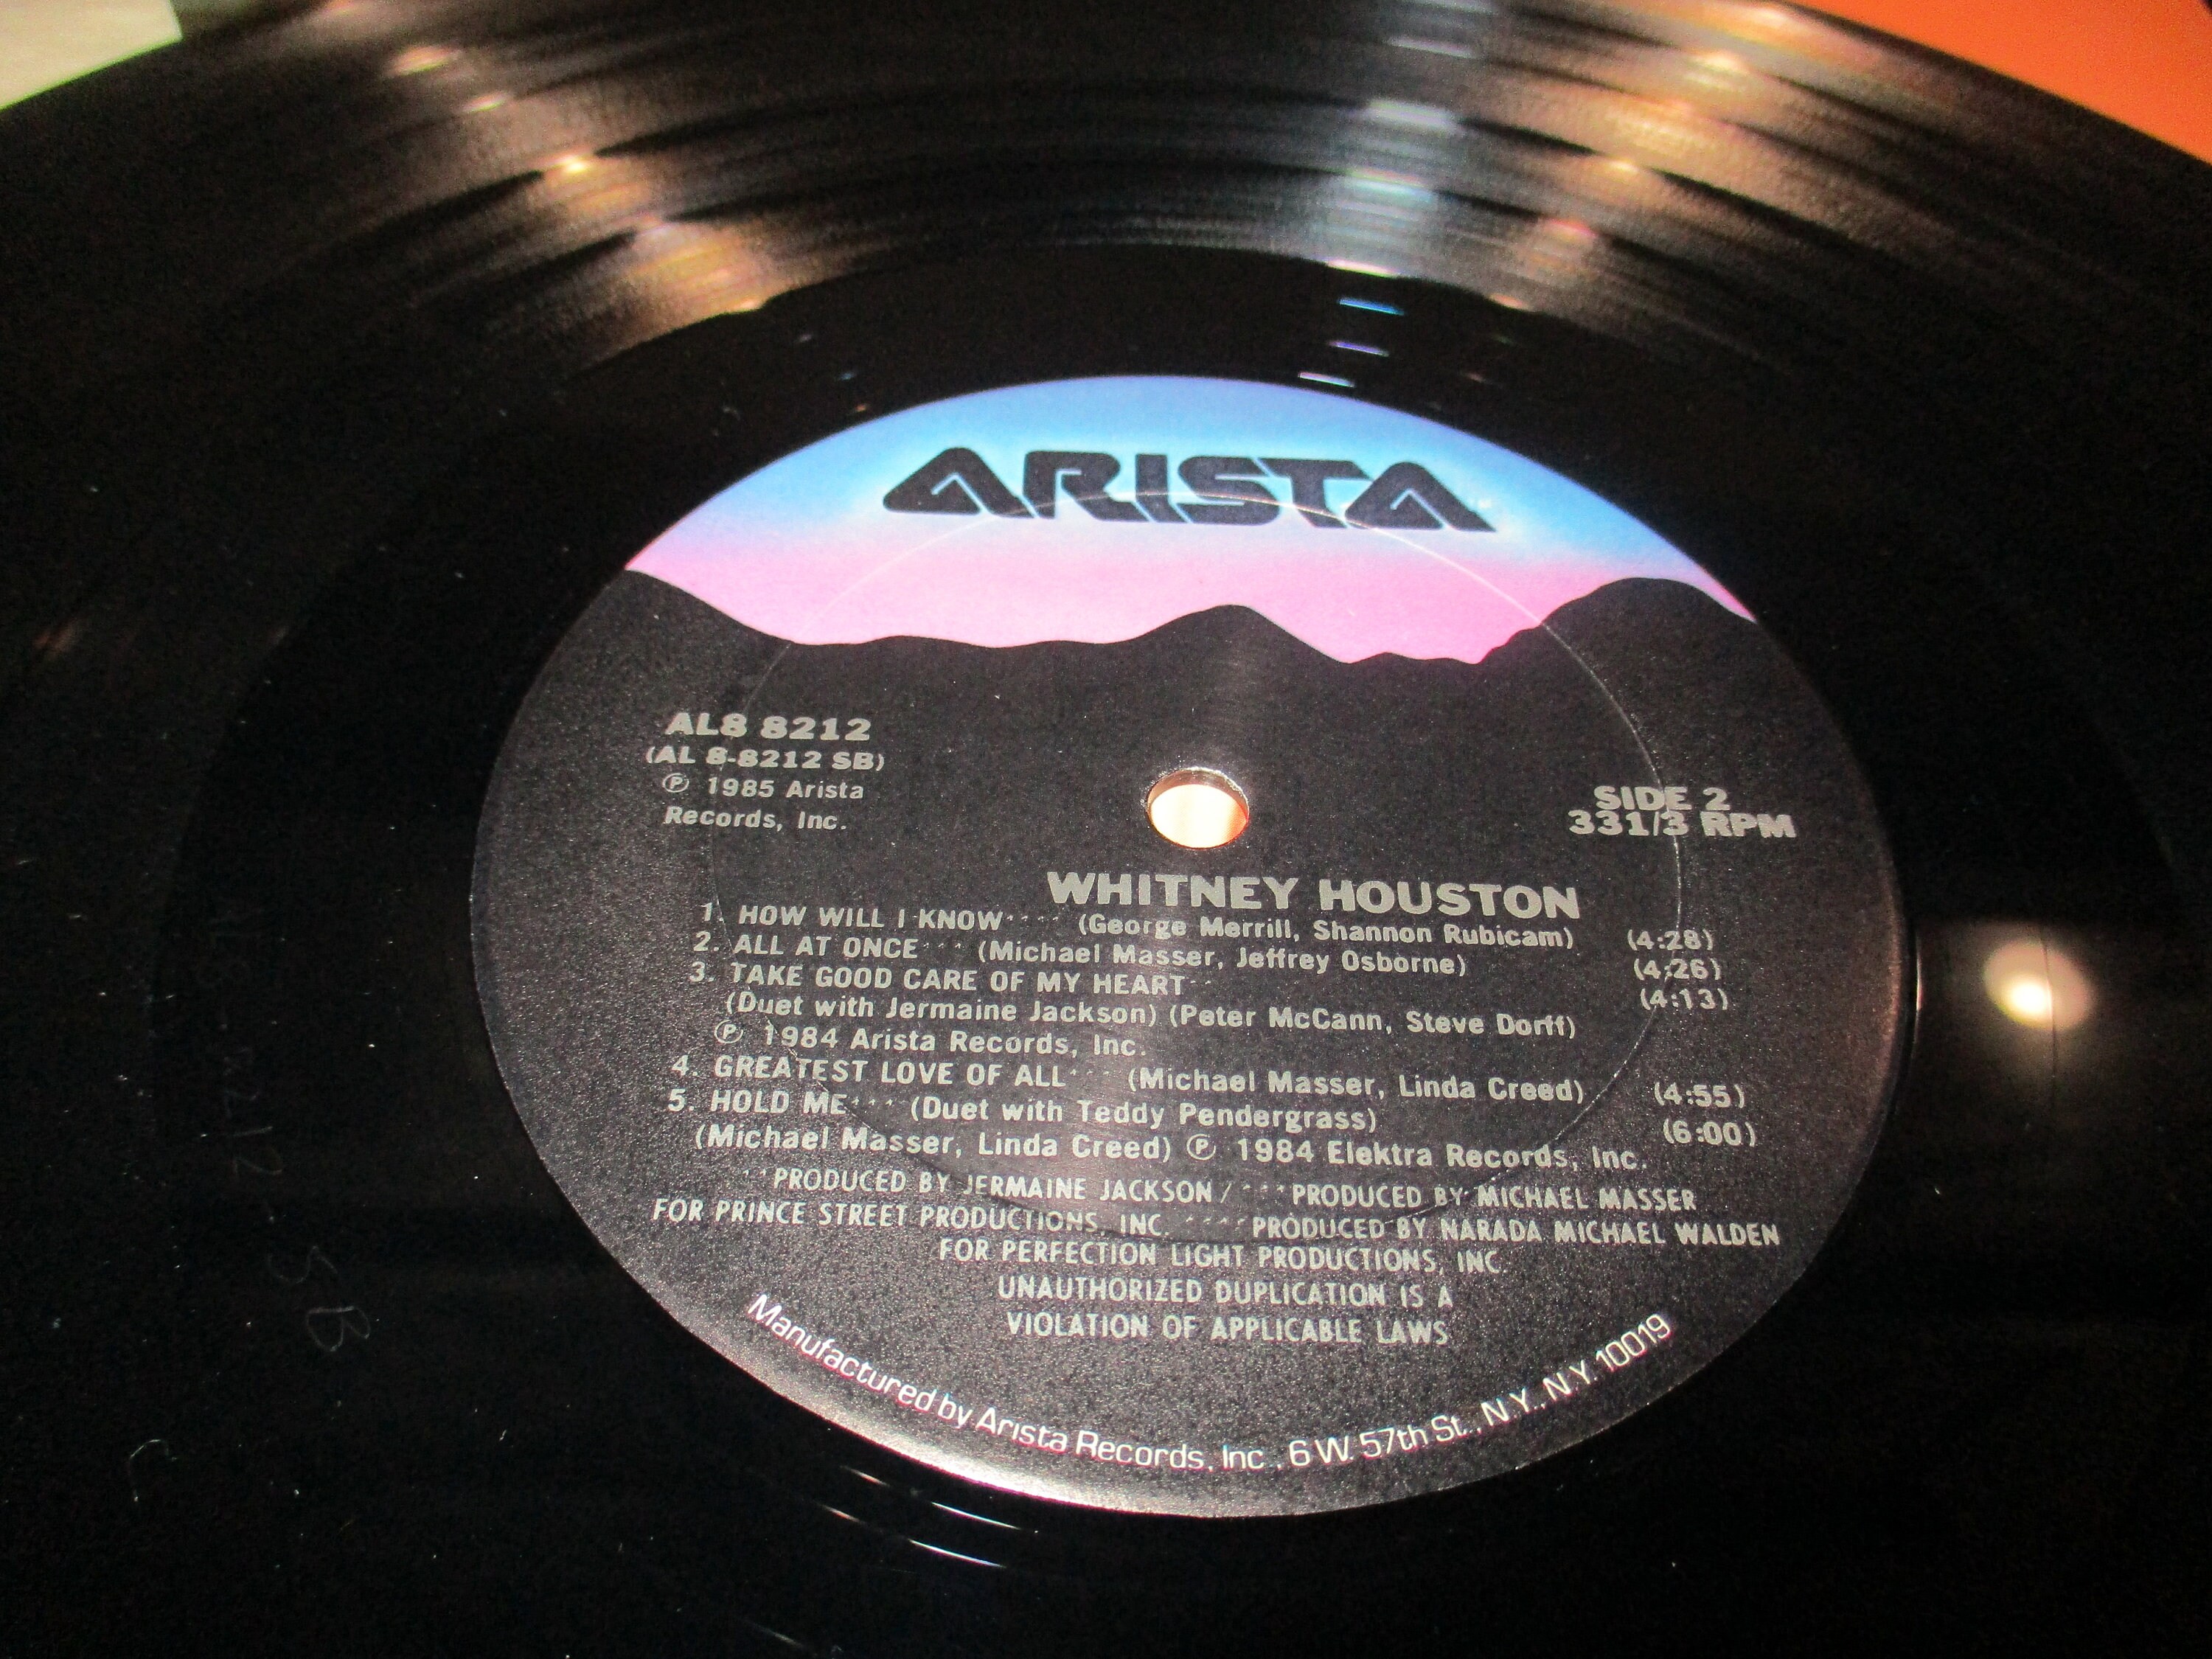 ARISTA
AL8 8212
(AL 8-8212 SB)
Ⓟ 1985 Arista
Records, Inc.
SIDE 2
331/3 RPM
WHITNEY HOUSTON
1. HOW WILL I KNOW**** (George Merrill, Shannon Rubicam) (4:28)
2. ALL AT ONCE*** (Michael Masser, Jeffrey Osborne) (4:26)
3. TAKE GOOD CARE OF MY HEART** (4:13)
(Duet with Jermaine Jackson) (Peter McCann, Steve Dorff)
Ⓟ 1984 Arista Records, Inc.
4. GREATEST LOVE OF ALL*** (Michael Masser, Linda Creed) (4:55)
5. HOLD ME*** (Duet with Teddy Pendergrass) (6:00)
(Michael Masser, Linda Creed) Ⓟ 1984 Elektra Records, Inc.
**PRODUCED BY JERMAINE JACKSON/ ***PRODUCED BY MICHAEL MASSER
FOR PRINCE STREET PRODUCTIONS, INC. ****PRODUCED BY NARADA MICHAEL WALDEN
FOR PERFECTION LIGHT PRODUCTIONS, INC.
UNAUTHORIZED DUPLICATION IS A
VIOLATION OF APPLICABLE LAWS
Manufactured by Arista Records, Inc., 6 W. 57th St., N.Y., N.Y. 10019